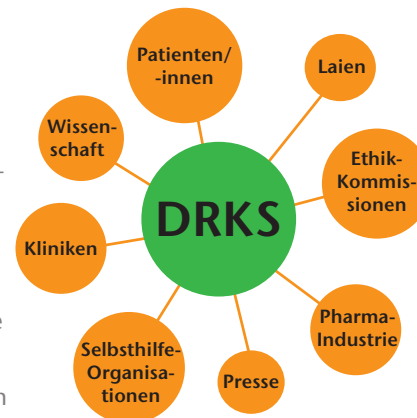 Patienten/
-innen
Laien
Wissen-
schaft
Ethik-
Kommis-
sionen
DRKS
Kliniken
Pharma-
Industrie
Selbsthilfe-
Organisa-
tionen
Presse